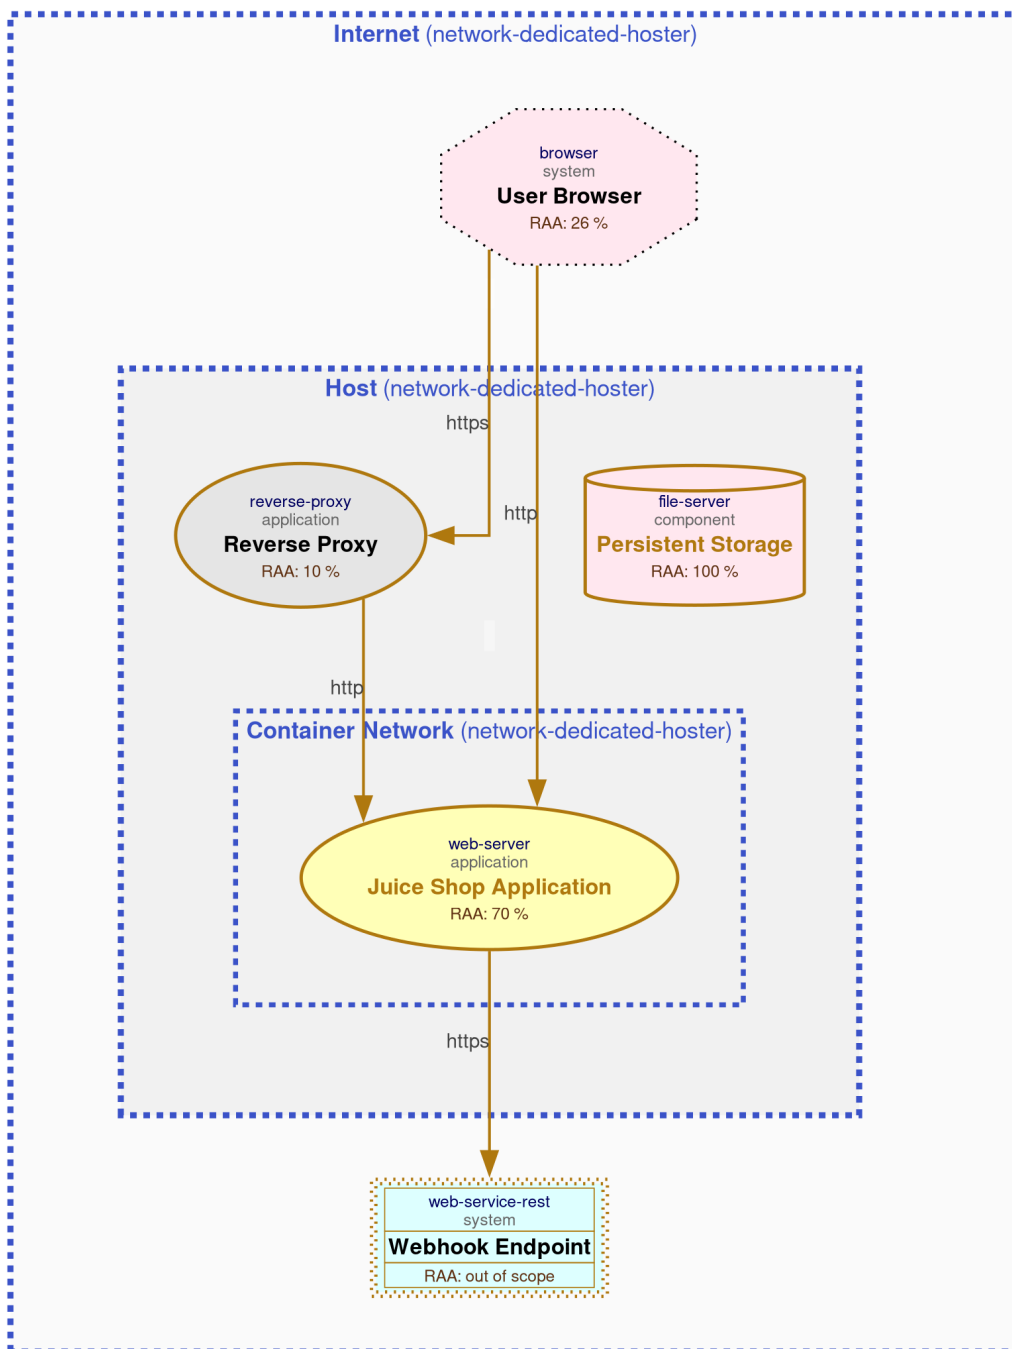 Internet (network-dedicated-hoster)
browser
system
User Browser
RAA: 26 %
Host (network-dedicated-hoster)
https
reverse-proxy
application
Reverse Proxy
RAA: 10 %
http
file-server
component
Persistent Storage
RAA: 100 %
http
Container Network (network-dedicated-hoster)
web-server
application
Juice Shop Application
RAA: 70 %
https
web-service-rest
system
Webhook Endpoint
RAA: out of scope